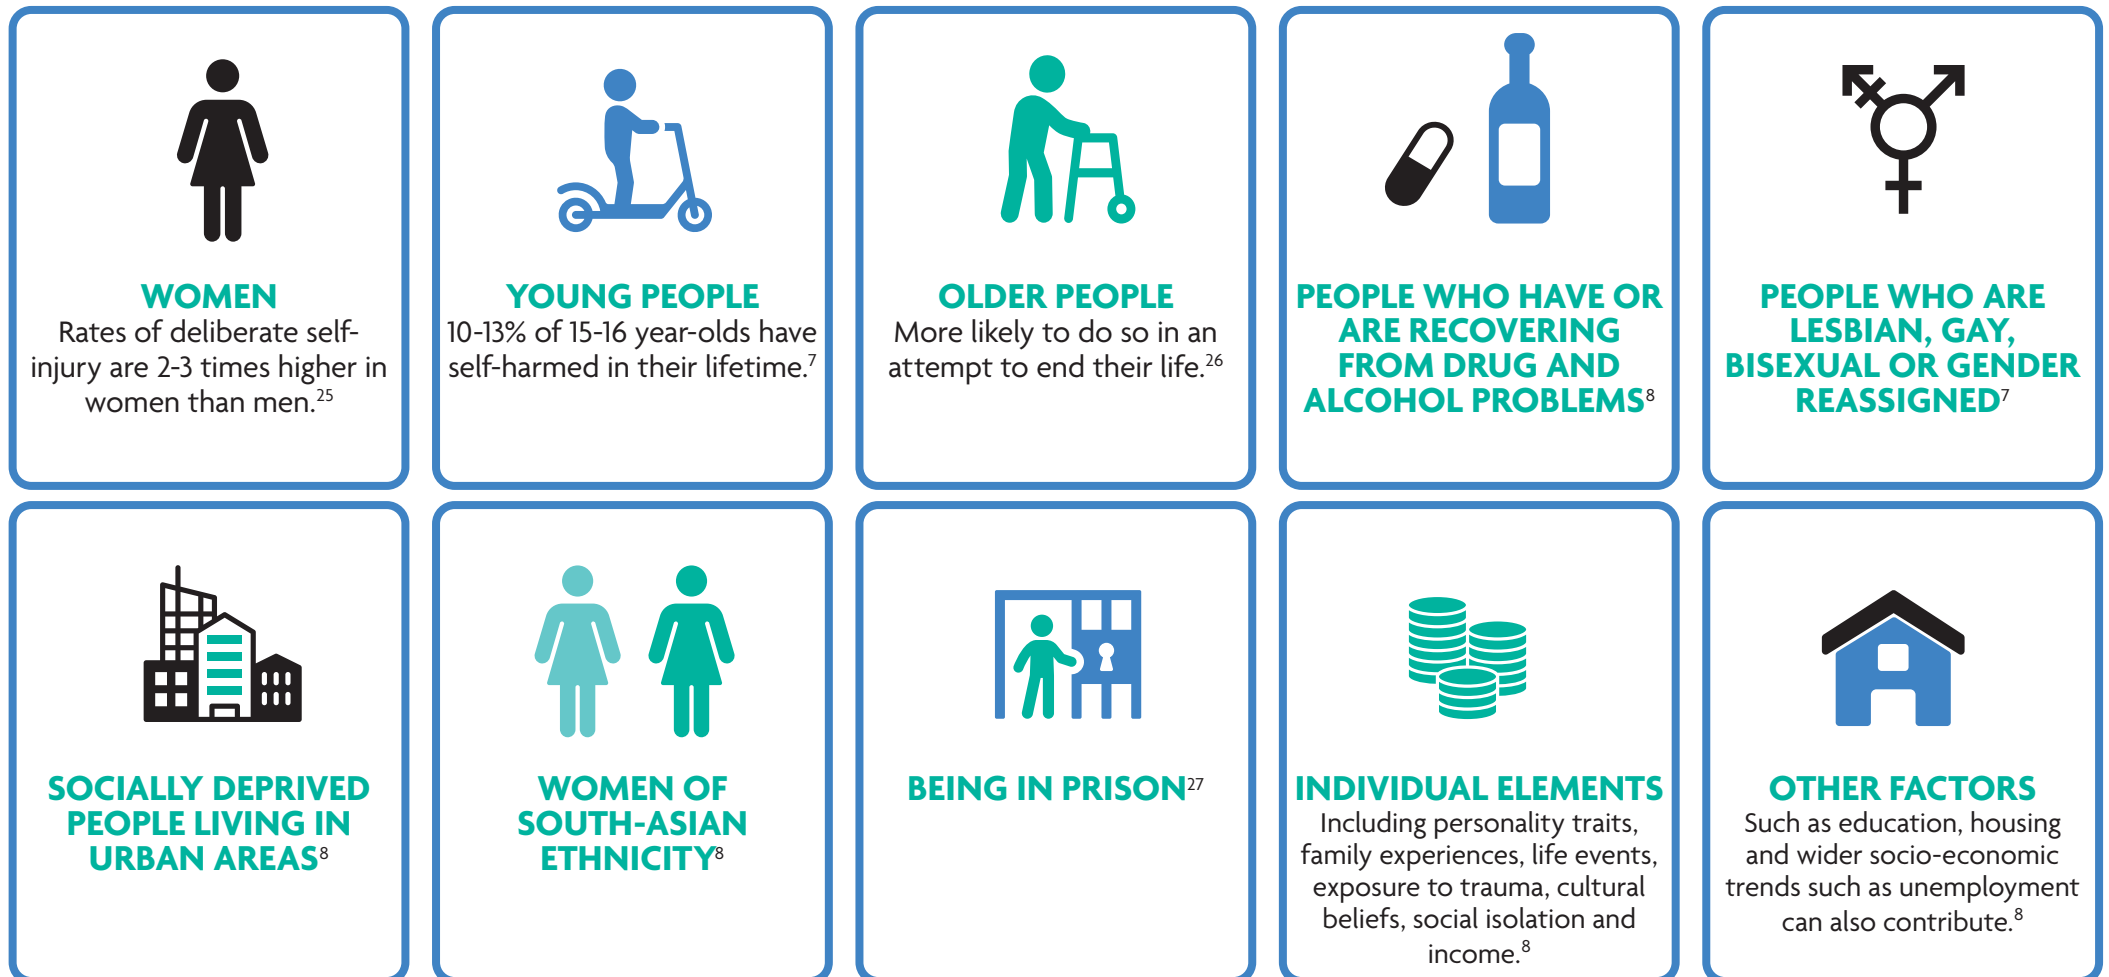 WOMEN
Rates of deliberate self-
injury are 2-3 times higher in
women than men.25
YOUNG PEOPLE
10-13% of 15-16 year-olds have
self-harmed in their lifetime.7
OLDER PEOPLE
More likely to do so in an
attempt to end their life.26
PEOPLE WHO HAVE OR
ARE RECOVERING
FROM DRUG AND
ALCOHOL PROBLEMS8
PEOPLE WHO ARE
LESBIAN, GAY,
BISEXUAL OR GENDER
REASSIGNED7
SOCIALLY DEPRIVED
PEOPLE LIVING IN
URBAN AREAS8
WOMEN OF
SOUTH-ASIAN
ETHNICITY8
BEING IN PRISON27
INDIVIDUAL ELEMENTS
Including personality traits,
family experiences, life events,
exposure to trauma, cultural
beliefs, social isolation and
income.8
OTHER FACTORS
Such as education, housing
and wider socio-economic
trends such as unemployment
can also contribute.8